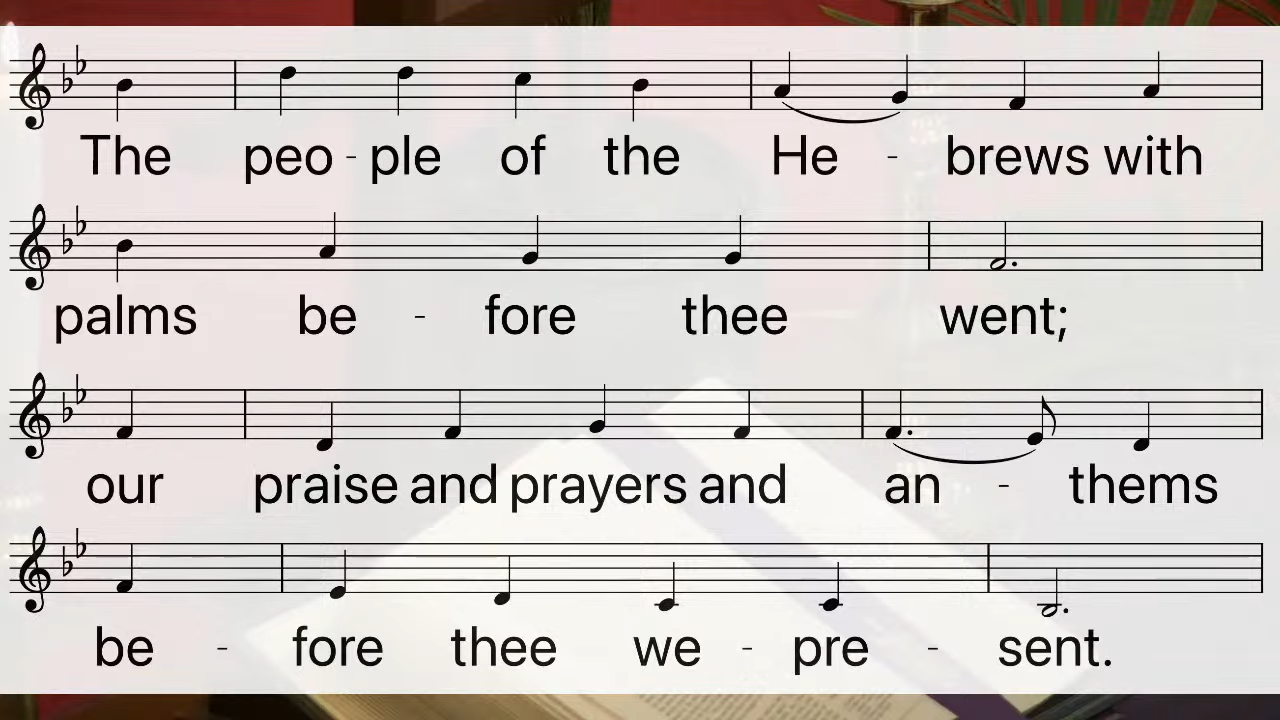 The peo - ple of the He - brews with
palms be - fore thee went;
our praise and prayers and an - thems
be - fore thee we - pre - sent.